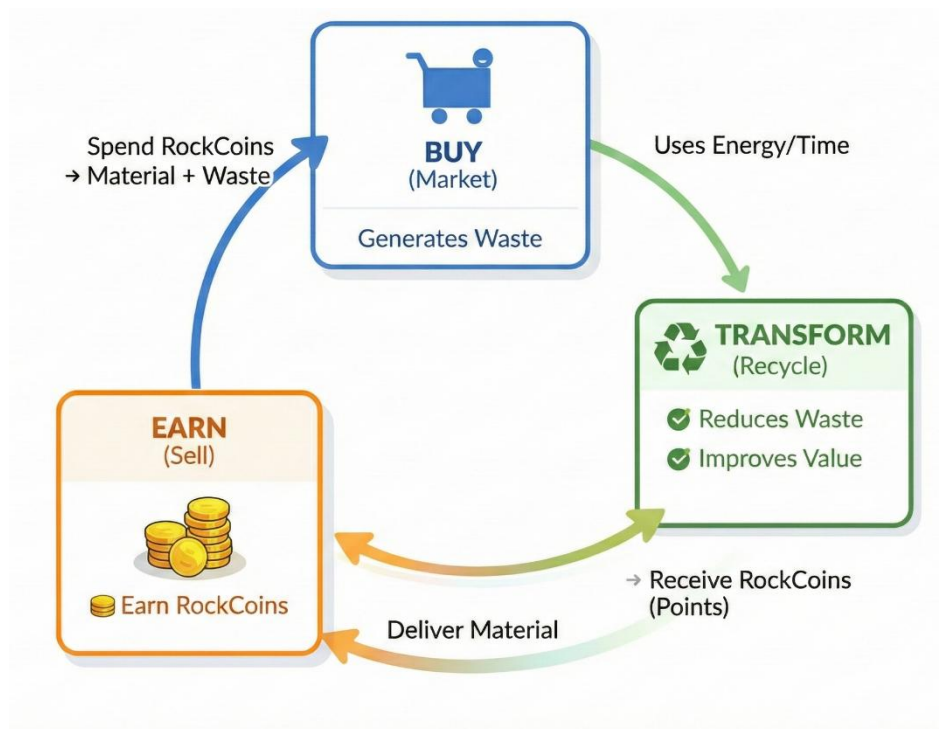 Spend RockCoins
→ Material + Waste
BUY
(Market)
Generates Waste
Uses Energy/Time
TRANSFORM
(Recycle)
Reduces Waste
Improves Value
EARN
(Sell)
Earn RockCoins
→ Receive RockCoins
(Points)
Deliver Material